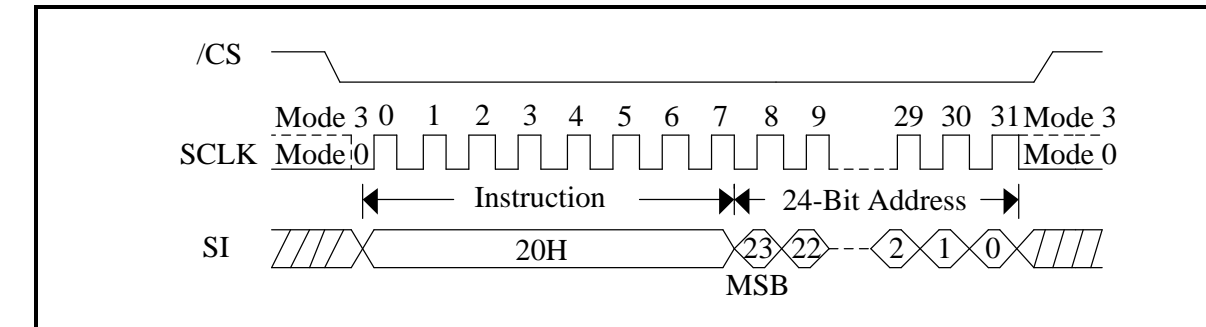 /CS
Mode 3 0 1 2 3 4 5 6 7 8 9 29 30 31 Mode 3
SCLK Mode 0 Mode 0
Instruction 24-Bit Address
SI 20H 23 22 2 1 0
MSB